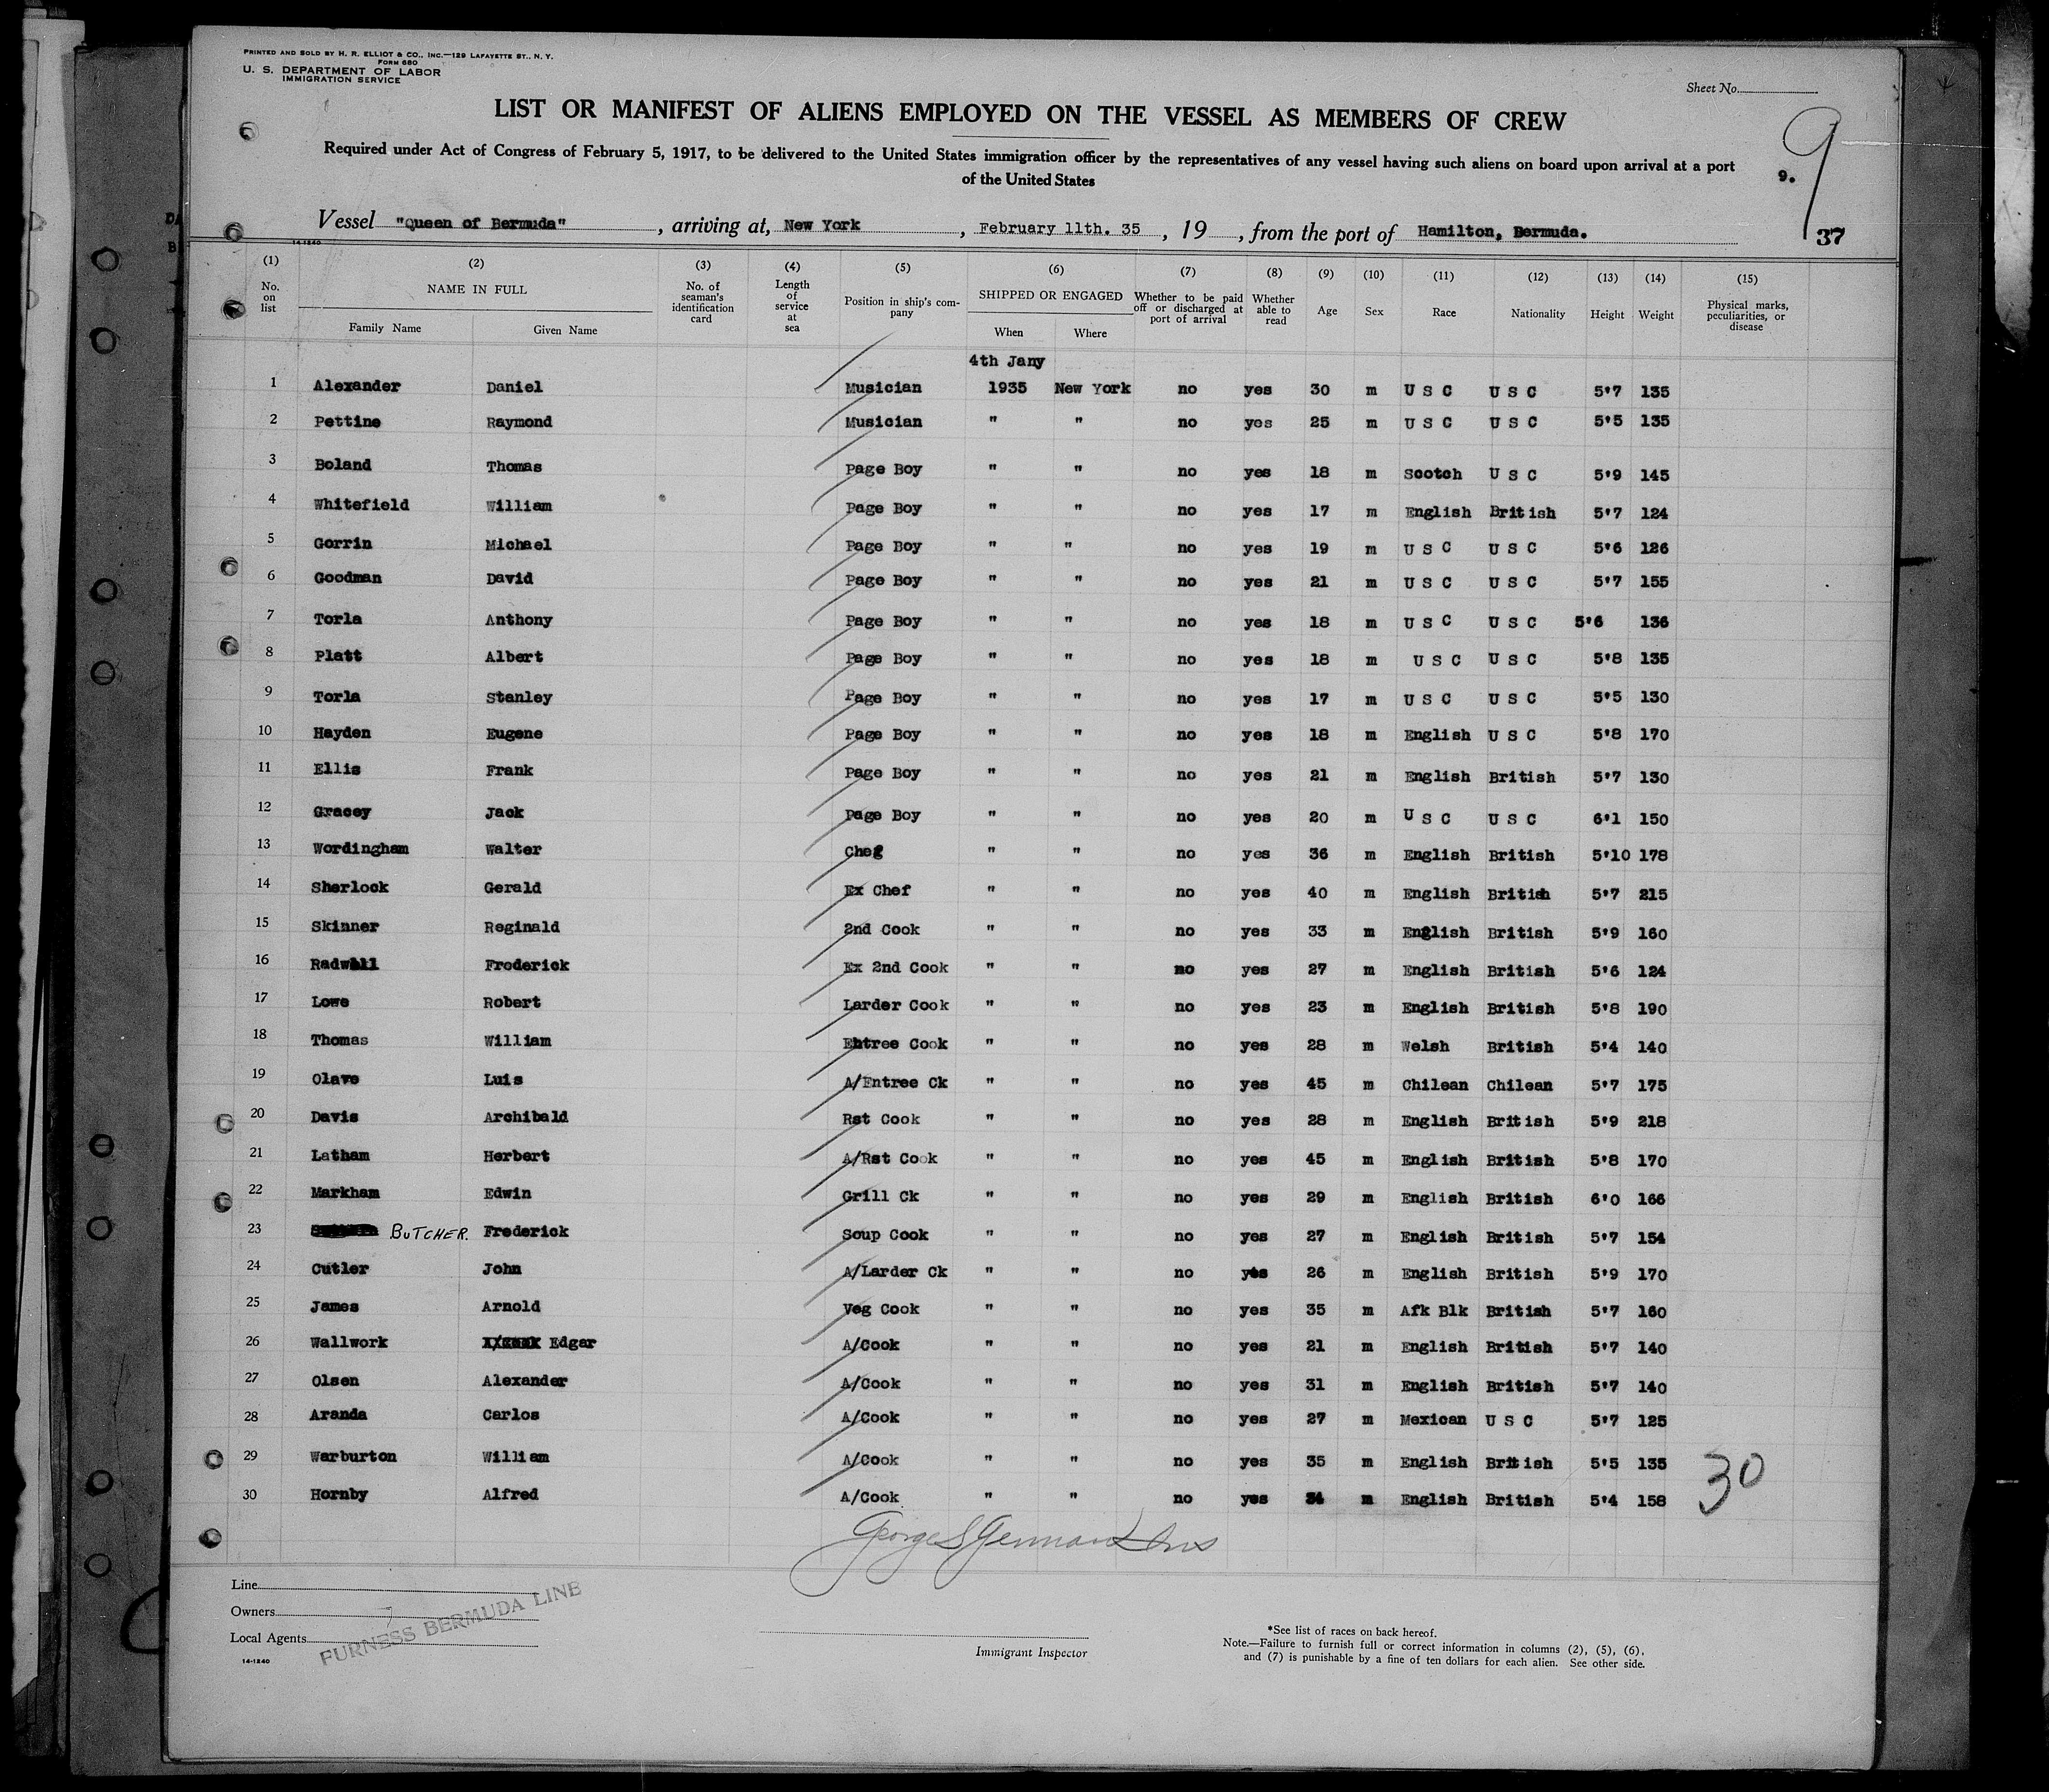 PRINTED AND SOLD BY H. R. ELLIOT & CO., INC.—129 LAFAYETTE ST., N. Y.
FORM 680
U. S. DEPARTMENT OF LABOR
IMMIGRATION SERVICE
Sheet No.
LIST OR MANIFEST OF ALIENS EMPLOYED ON THE VESSEL AS MEMBERS OF CREW
9
Required under Act of Congress of February 5, 1917, to be delivered to the United States immigration officer by the representatives of any vessel having such aliens on board upon arrival at a port
of the United States
9.
Vessel "Queen of Bermuda", arriving at, New York, February 11th. 35, 19, from the port of Hamilton, Bermuda.
37
14-1240
(1) (2) (3) (4) (5) (6) (7) (8) (9) (10) (11) (12) (13) (14) (15)
No. on list NAME IN FULL Family Name Given Name No. of seaman's identification card Length of service at sea Position in ship's company SHIPPED OR ENGAGED When Where Whether to be paid off or discharged at port of arrival Whether able to read Age Sex Race Nationality Height Weight Physical marks, peculiarities, or disease
4th Jany
1 Alexander Daniel Musician 1935 New York no yes 30 m U S C U S C 5'7 135
2 Pettine Raymond Musician " " no yes 25 m U S C U S C 5'5 135
3 Boland Thomas Page Boy " " no yes 18 m Scotch U S C 5'9 145
4 Whitefield William Page Boy " " no yes 17 m English British 5'7 124
5 Gorrin Michael Page Boy " " no yes 19 m U S C U S C 5'6 126
6 Goodman David Page Boy " " no yes 21 m U S C U S C 5'7 155
7 Torla Anthony Page Boy " " no yes 18 m U S C U S C 5'6 136
8 Platt Albert Page Boy " " no yes 18 m U S C U S C 5'8 135
9 Torla Stanley Page Boy " " no yes 17 m U S C U S C 5'5 130
10 Hayden Eugene Page Boy " " no yes 18 m English U S C 5'8 170
11 Ellis Frank Page Boy " " no yes 21 m English British 5'7 130
12 Gracey Jack Page Boy " " no yes 20 m U S C U S C 6'1 150
13 Wordingham Walter Chef " " no yes 36 m English British 5'10 178
14 Sherlock Gerald Ex Chef " " no yes 40 m English British 5'7 215
15 Skinner Reginald 2nd Cook " " no yes 33 m English British 5'9 160
16 Radwell Frederick Ex 2nd Cook " " no yes 27 m English British 5'6 124
17 Lowe Robert Larder Cook " " no yes 23 m English British 5'8 190
18 Thomas William Entree Cook " " no yes 28 m Welsh British 5'4 140
19 Olave Luis A/Entree Ck " " no yes 45 m Chilean Chilean 5'7 175
20 Davis Archibald Rst Cook " " no yes 28 m English British 5'9 218
21 Latham Herbert A/Rst Cook " " no yes 45 m English British 5'8 170
22 Markham Edwin Grill Ck " " no yes 29 m English British 6'0 166
23 BUTCHER. Frederick Soup Cook " " no yes 27 m English British 5'7 154
24 Cutler John A/Larder Ck " " no yes 26 m English British 5'9 170
25 James Arnold Veg Cook " " no yes 35 m Afk Blk British 5'7 160
26 Wallwork Edgar A/Cook " " no yes 21 m English British 5'7 140
27 Olsen Alexander A/Cook " " no yes 31 m English British 5'7 140
28 Aranda Carlos A/Cook " " no yes 27 m Mexican U S C 5'7 125
29 Warburton William A/Cook " " no yes 35 m English British 5'5 135
30 Hornby Alfred A/Cook " " no yes 34 m English British 5'4 158
30
Line
Owners
Local Agents
FURNESS BERMUDA LINE
14-1240
Immigrant Inspector
*See list of races on back hereof.
Note.—Failure to furnish full or correct information in columns (2), (5), (6),
and (7) is punishable by a fine of ten dollars for each alien. See other side.